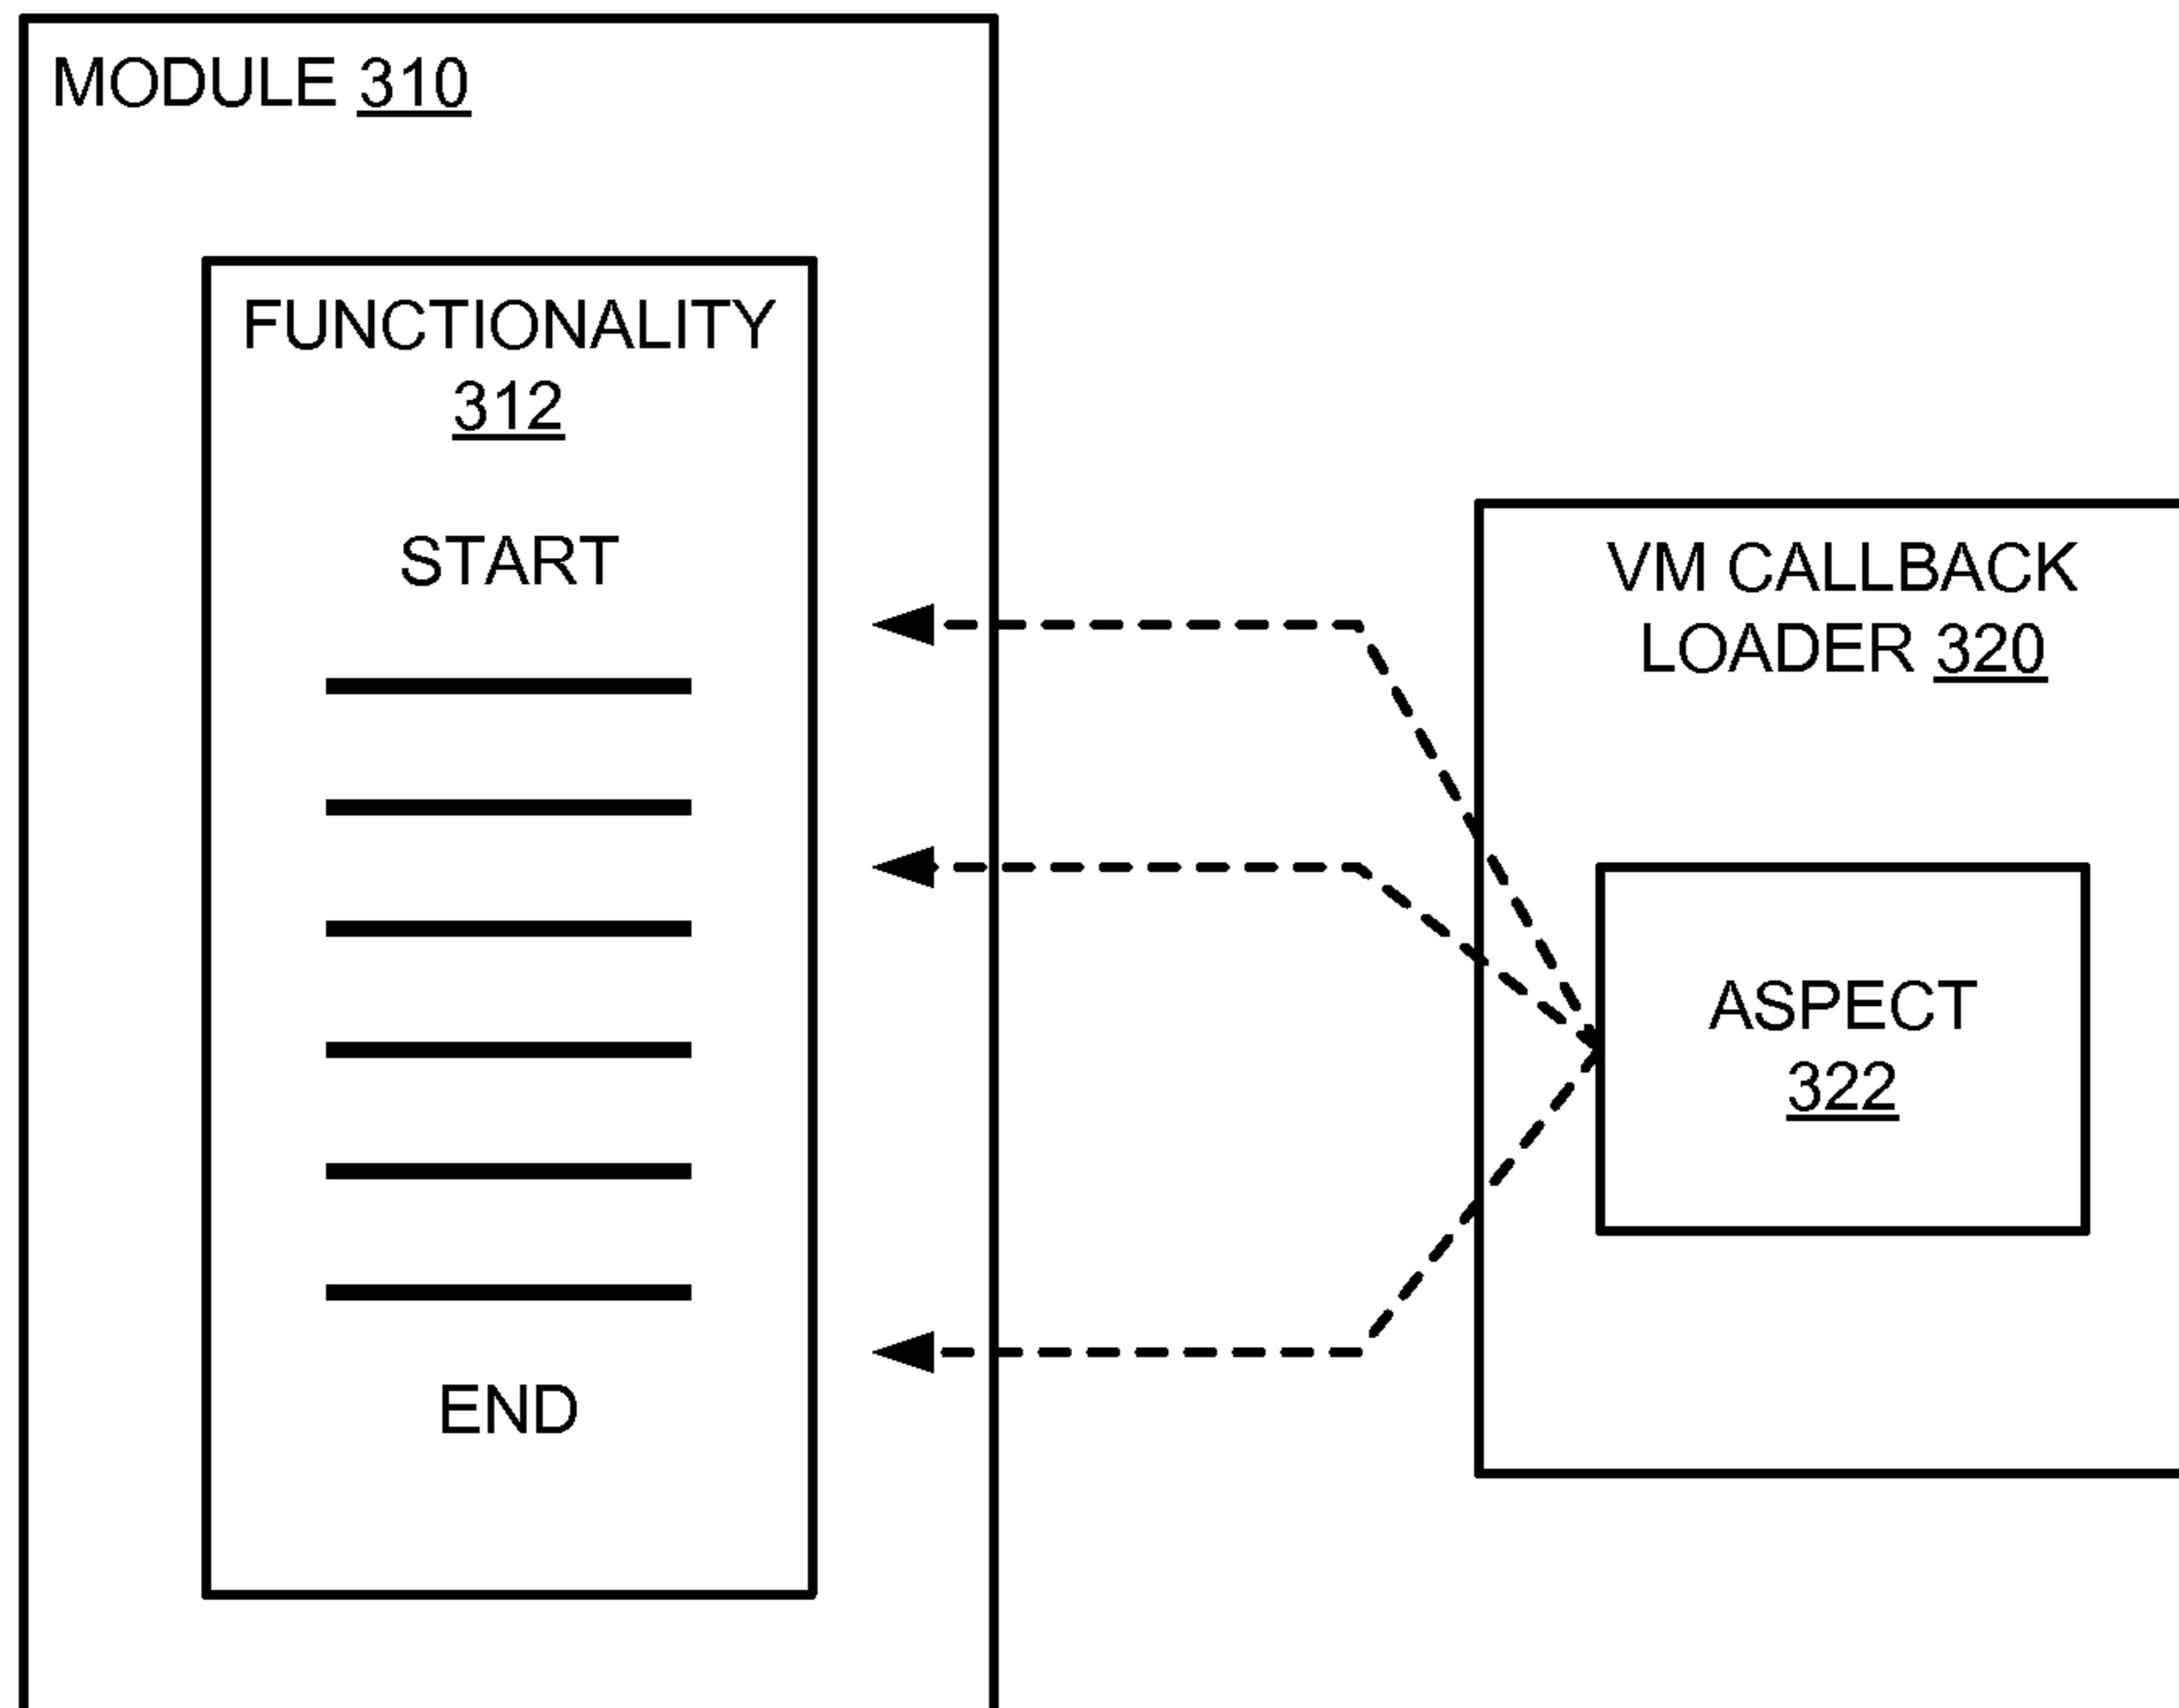 MODULE 310
FUNCTIONALITY
312
START
END
VM CALLBACK
LOADER 320
ASPECT
322